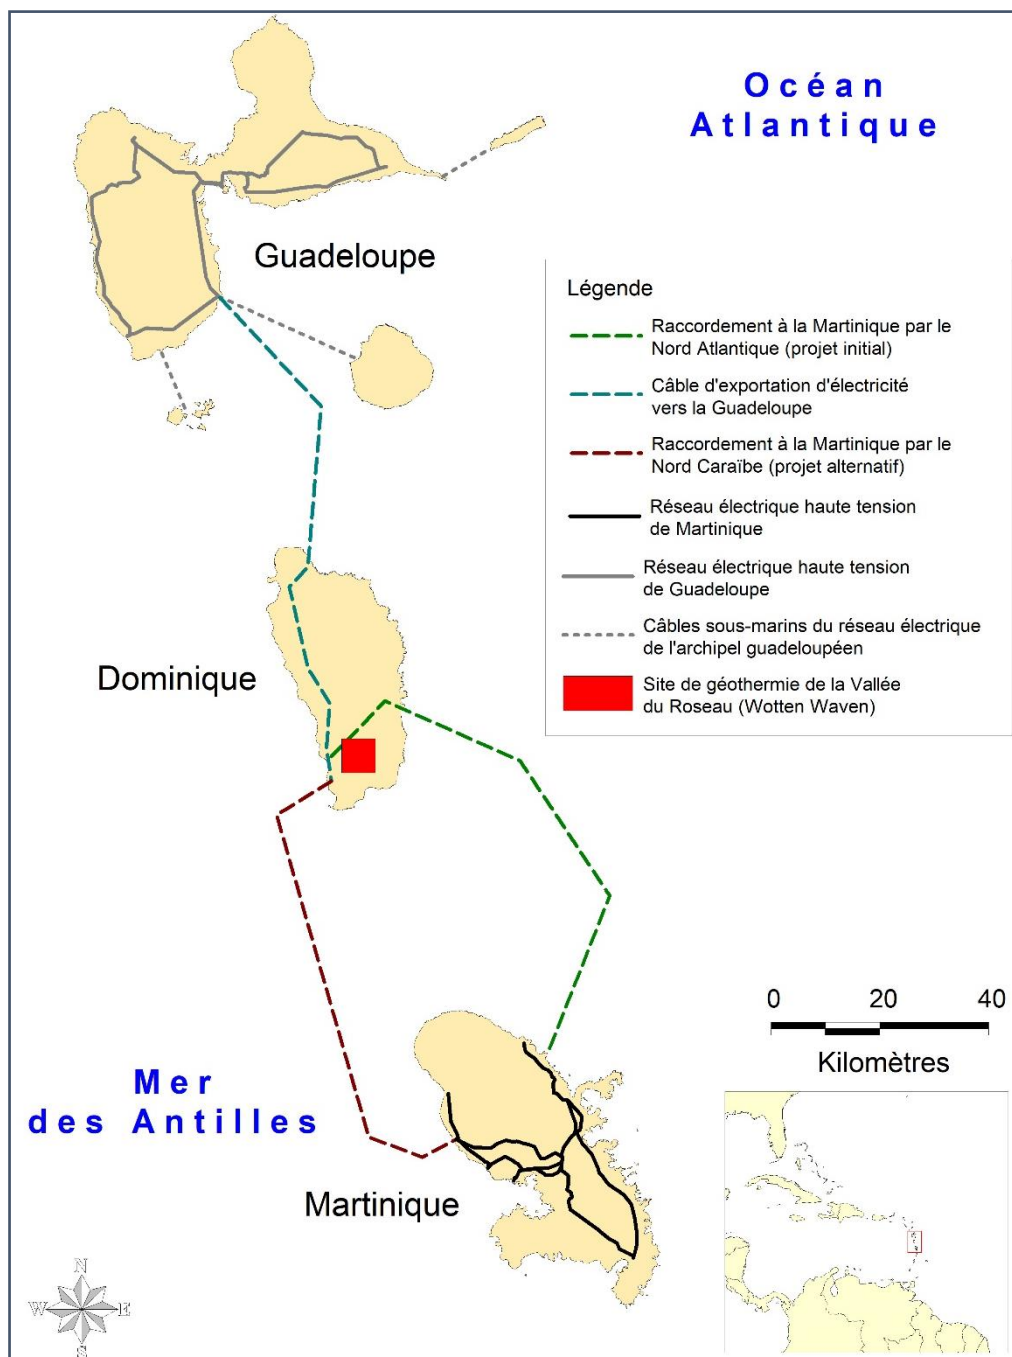 Océan
Atlantique
Guadeloupe
Légende
Raccordement à la Martinique par le
Nord Atlantique (projet initial)
Câble d'exportation d'électricité
vers la Guadeloupe
Raccordement à la Martinique par le
Nord Caraïbe (projet alternatif)
Réseau électrique haute tension
de Martinique
Réseau électrique haute tension
de Guadeloupe
Câbles sous-marins du réseau électrique
de l'archipel guadeloupéen
Site de géothermie de la Vallée
du Roseau (Wotten Waven)
Dominique
0 20 40
Kilomètres
Mer
des Antilles
Martinique
N
W E
S